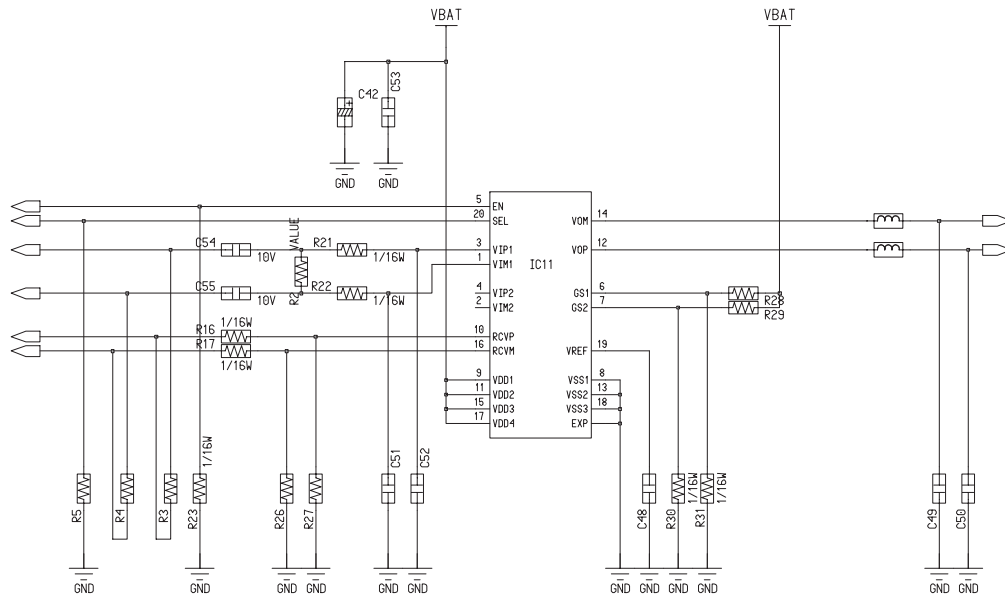 VBAT
VBAT
C42
C53
GND
GND
5 EN
20 SEL
VOM 14
VALUE
C54
10V
R21
1/16W
3 VIP1
VOP 12
1 VIM1
IC11
R2
C55
10V
R22
1/16W
4 VIP2
2 VIM2
GS1 6
GS2 7
R28
R29
R16
1/16W
10 RCVP
R17
1/16W
16 RCVM
VREF 19
9 VDD1
VSS1 8
11 VDD2
VSS2 13
15 VDD3
VSS3 18
17 VDD4
EXP
R5
R4
R3
R23
1/16W
R26
R27
C51
C52
C48
R30
1/16W
R31
1/16W
C49
C50
GND
GND
GND
GND
GND
GND
GND
GND
GND
GND
GND
GND